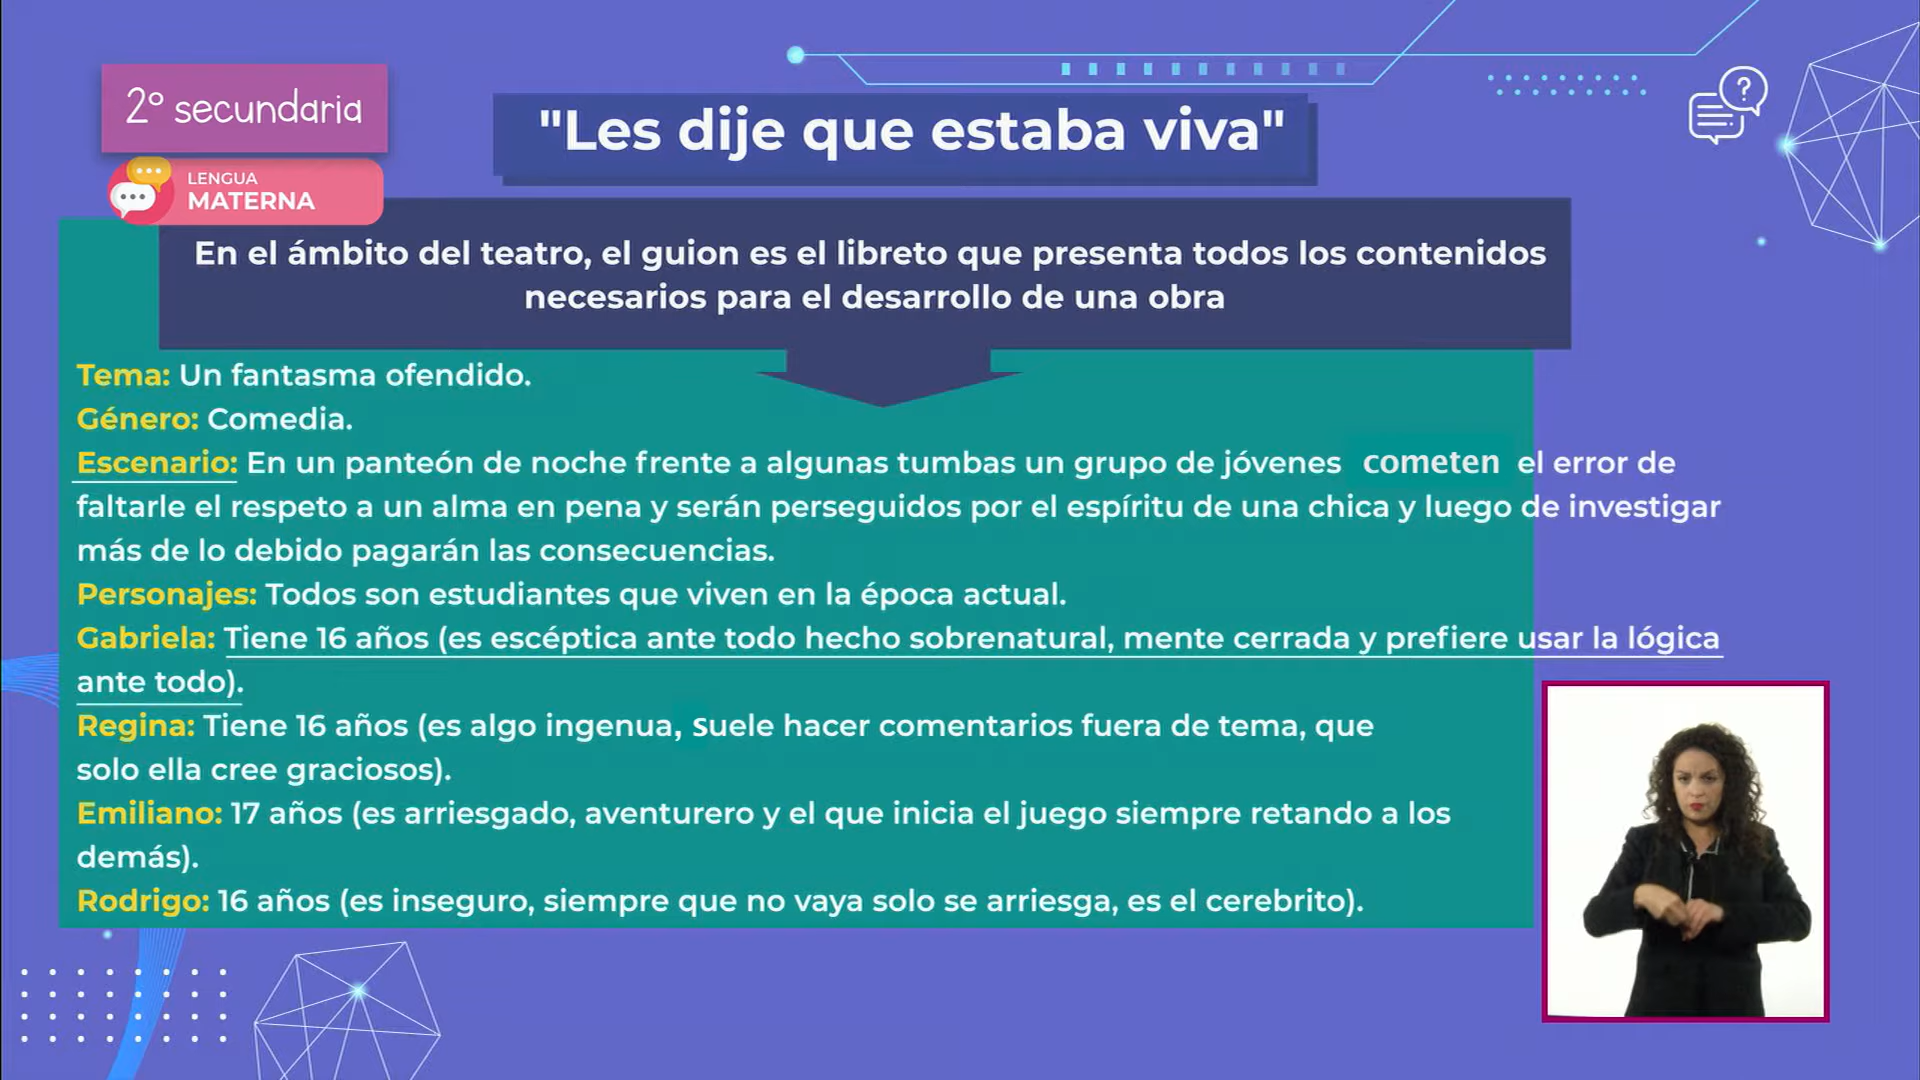 2° secundaria
LENGUA
MATERNA
"Les dije que estaba viva"
?
En el ámbito del teatro, el guion es el libreto que presenta todos los contenidos
necesarios para el desarrollo de una obra
Tema: Un fantasma ofendido.
Género: Comedia.
Escenario: En un panteón de noche frente a algunas tumbas un grupo de jóvenes cometen el error de
faltarle el respeto a un alma en pena y serán perseguidos por el espíritu de una chica y luego de investigar
más de lo debido pagarán las consecuencias.
Personajes: Todos son estudiantes que viven en la época actual.
Gabriela: Tiene 16 años (es escéptica ante todo hecho sobrenatural, mente cerrada y prefiere usar la lógica
ante todo).
Regina: Tiene 16 años (es algo ingenua, suele hacer comentarios fuera de tema, que
solo ella cree graciosos).
Emiliano: 17 años (es arriesgado, aventurero y el que inicia el juego siempre retando a los
demás).
Rodrigo: 16 años (es inseguro, siempre que no vaya solo se arriesga, es el cerebrito).